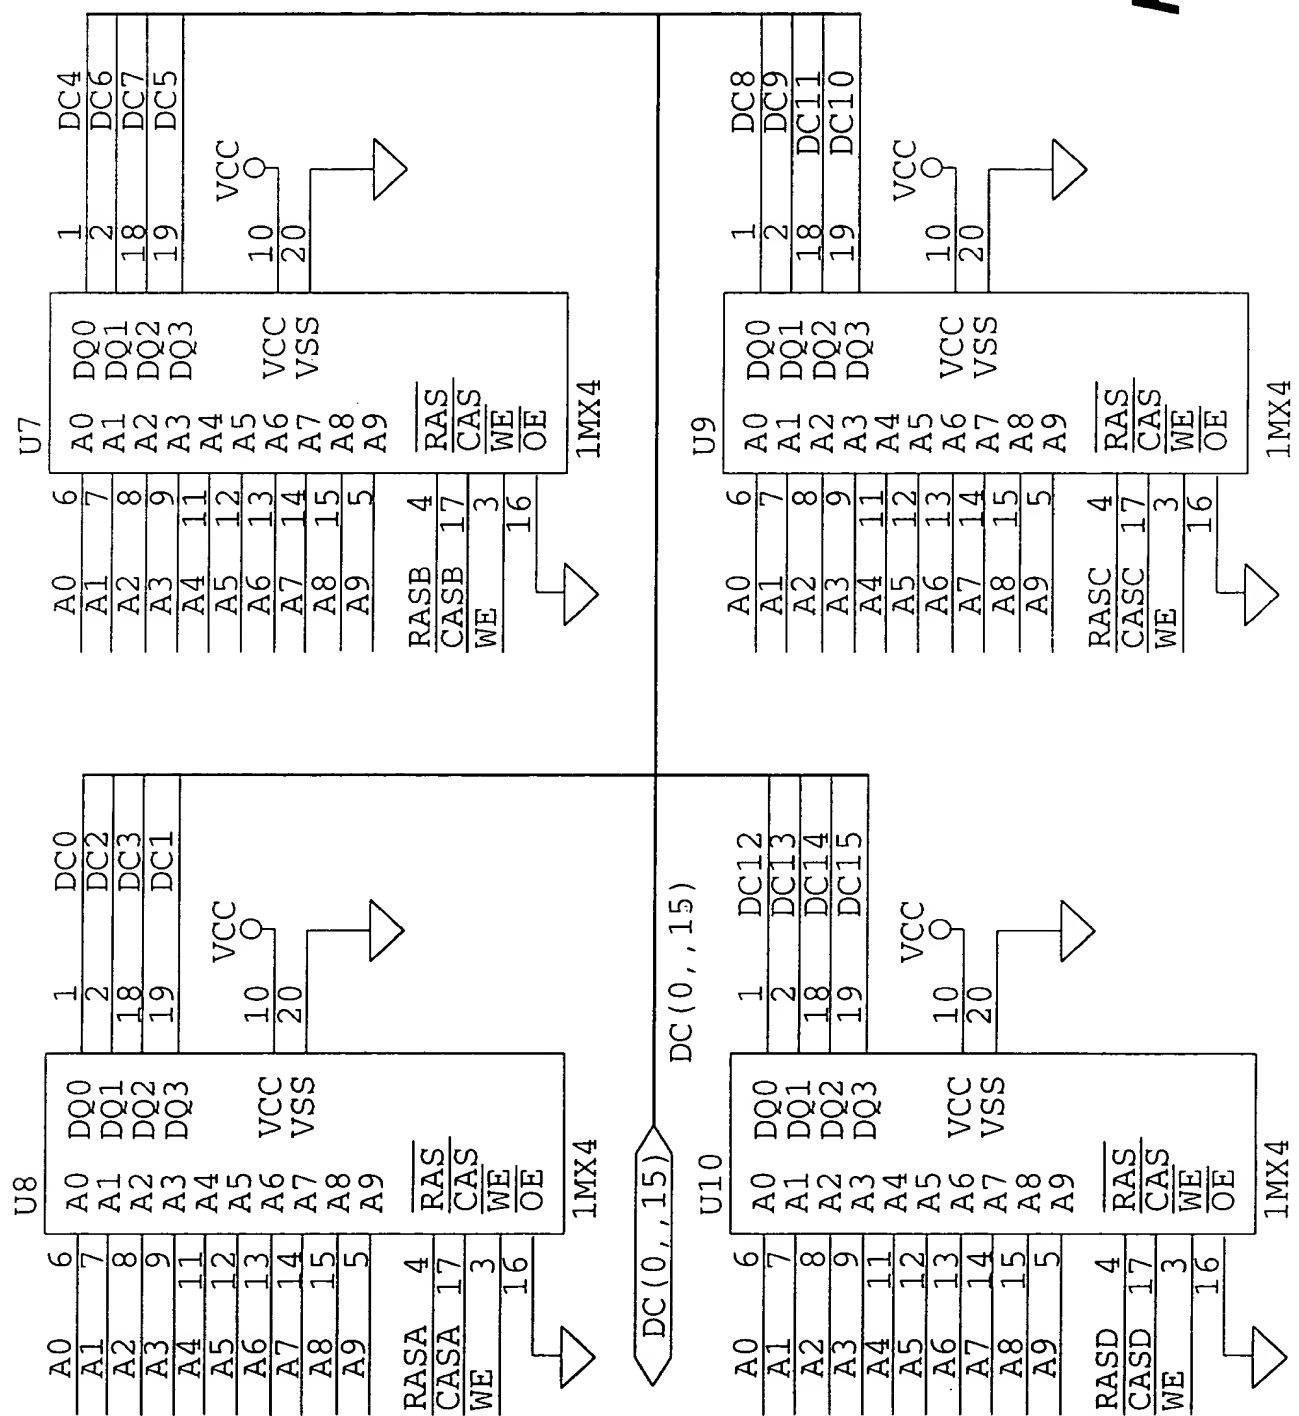 U8
A0 6 A0 DQ0 1 DC0
A1 7 A1 DQ1 2 DC2
A2 8 A2 DQ2 18 DC3
A3 9 A3 DQ3 19 DC1
A4 11 A4
A5 12 A5 VCC
A6 13 A6 VCC 10
A7 14 A7 VSS 20
A8 15 A8
A9 5 A9
RASA 4 RAS
CASA 17 CAS
WE 3 WE
16 OE
1MX4
U7
A0 6 A0 DQ0 1 DC4
A1 7 A1 DQ1 2 DC6
A2 8 A2 DQ2 18 DC7
A3 9 A3 DQ3 19 DC5
A4 11 A4
A5 12 A5 VCC
A6 13 A6 VCC 10
A7 14 A7 VSS 20
A8 15 A8
A9 5 A9
RASB 4 RAS
CASB 17 CAS
WE 3 WE
16 OE
1MX4
DC(0,,15)
DC(0,,15)
U10
A0 6 A0 DQ0 1 DC12
A1 7 A1 DQ1 2 DC13
A2 8 A2 DQ2 18 DC14
A3 9 A3 DQ3 19 DC15
A4 11 A4
A5 12 A5 VCC
A6 13 A6 VCC 10
A7 14 A7 VSS 20
A8 15 A8
A9 5 A9
RASD 4 RAS
CASD 17 CAS
WE 3 WE
16 OE
1MX4
U9
A0 6 A0 DQ0 1 DC8
A1 7 A1 DQ1 2 DC9
A2 8 A2 DQ2 18 DC11
A3 9 A3 DQ3 19 DC10
A4 11 A4
A5 12 A5 VCC
A6 13 A6 VCC 10
A7 14 A7 VSS 20
A8 15 A8
A9 5 A9
RASC 4 RAS
CASC 17 CAS
WE 3 WE
16 OE
1MX4